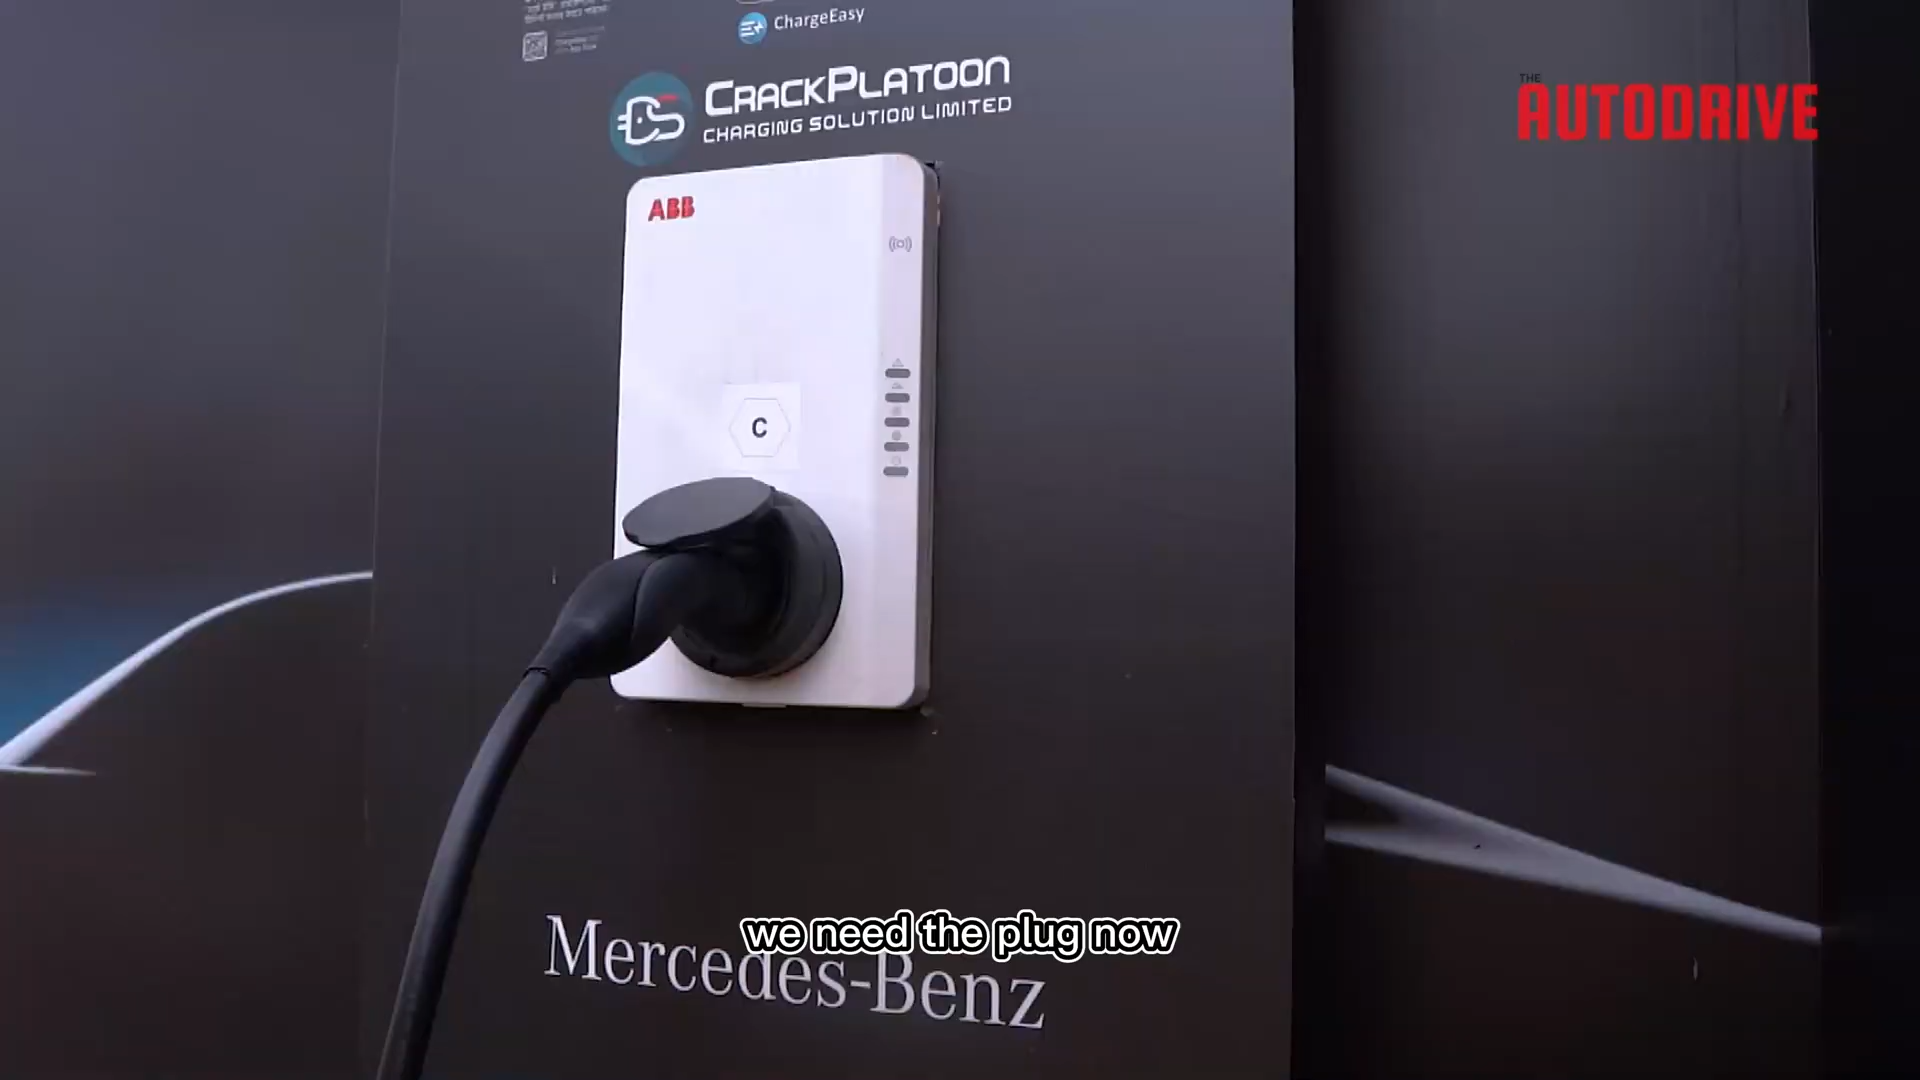 ChargeEasy
CRACKPLATOON
CHARGING SOLUTION LIMITED
THE
AUTODRIVE
ABB
C
we need the plug now
Mercedes-Benz